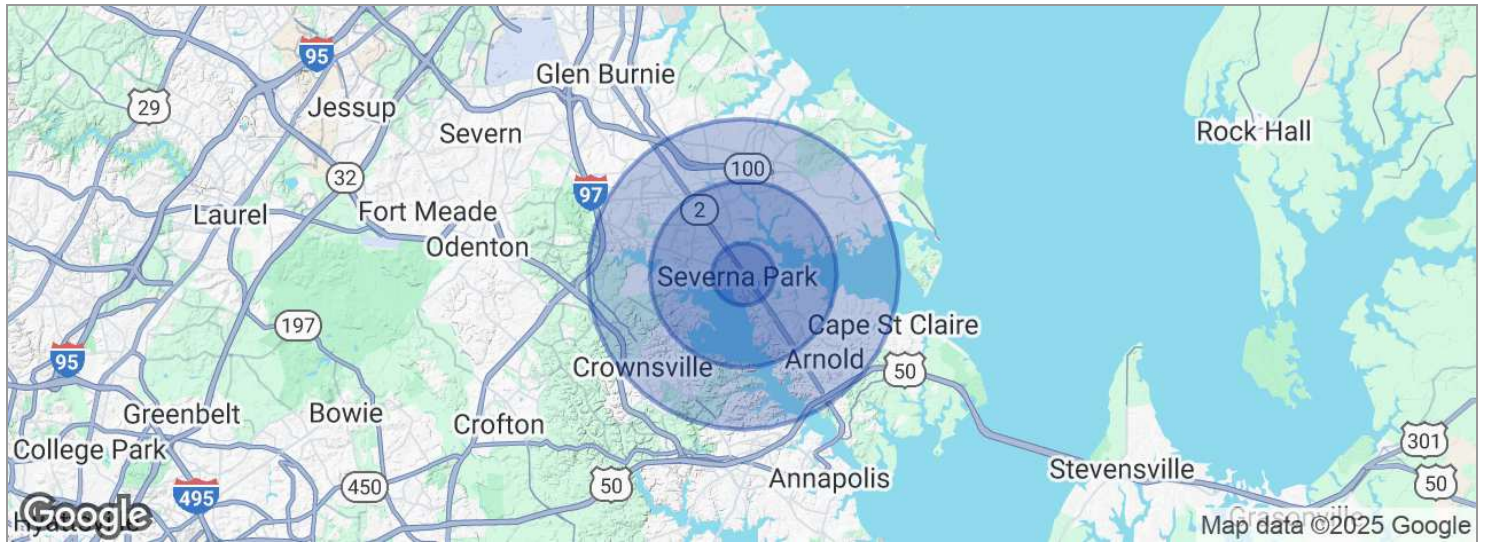 95
Glen Burnie
29
Jessup
Severn
Rock Hall
100
32
97
2
Laurel
Fort Meade
Odenton
Severna Park
197
Cape St Claire
95
Crownsville
Arnold
50
Greenbelt
Bowie
Crofton
College Park
301
Annapolis
Stevensville
495
450
50
50
Google
Hyattsville
Grasonville
Map data ©2025 Google